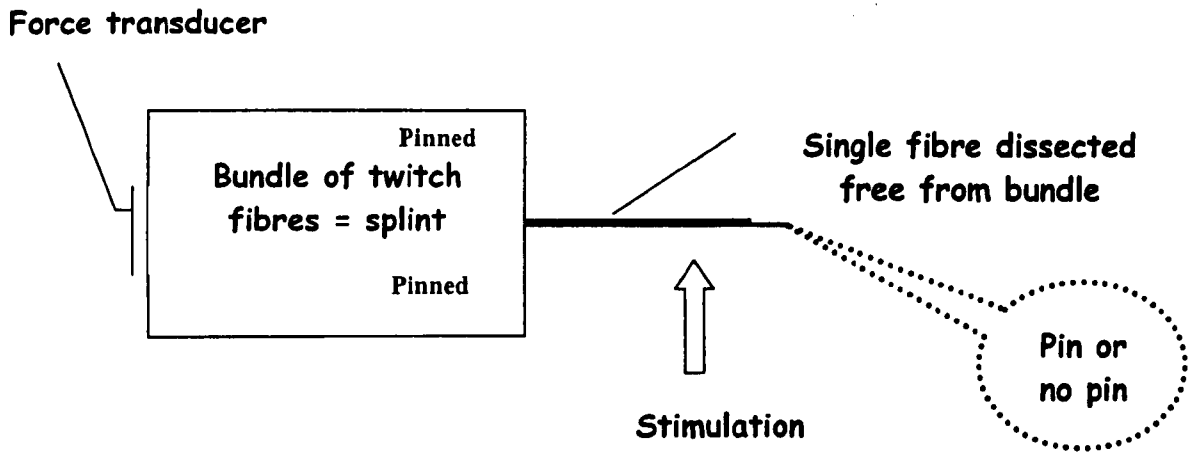 Force transducer
Pinned
Bundle of twitch
fibres = splint
Pinned
Single fibre dissected
free from bundle
Pin or
no pin
Stimulation